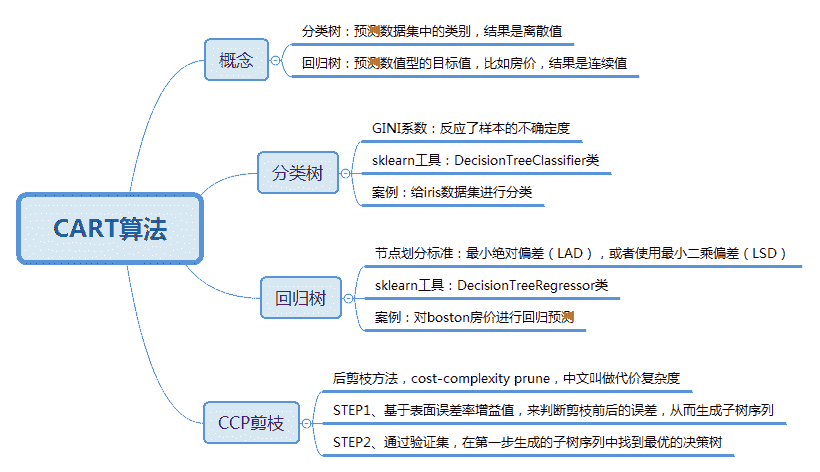 CART算法
概念
分类树：预测数据集中的类别，结果是离散值
回归树：预测数值型的目标值，比如房价，结果是连续值
分类树
GINI系数：反应了样本的不确定度
sklearn工具：DecisionTreeClassifier类
案例：给iris数据集进行分类
回归树
节点划分标准：最小绝对偏差（LAD），或者使用最小二乘偏差（LSD）
sklearn工具：DecisionTreeRegressor类
案例：对boston房价进行回归预测
CCP剪枝
后剪枝方法，cost-complexity prune，中文叫做代价复杂度
STEP1、基于表面误差率增益值，来判断剪枝前后的误差，从而生成子树序列
STEP2、通过验证集，在第一步生成的子树序列中找到最优的决策树